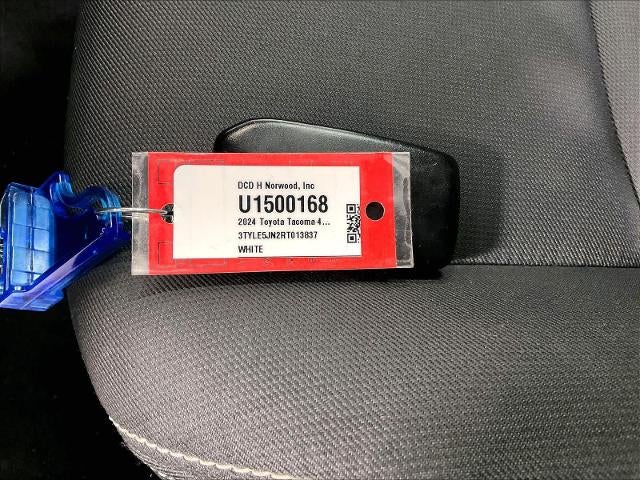 DCD H Norwood, Inc
U1500168
2024 Toyota Tacoma 4...
3TYLE5JN2RT013837
WHITE